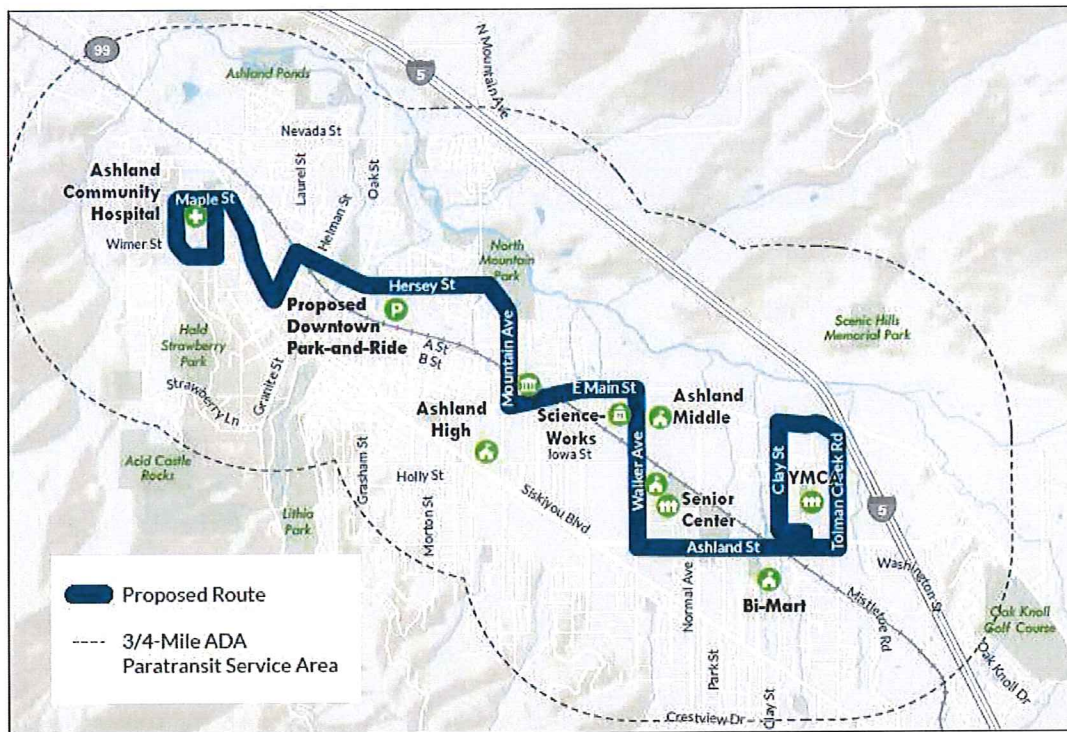 99
Ashland Ponds
5
N Mountain Ave
Nevada St
Laurel St
Oak St
Helman St
Ashland
Community
Hospital
Maple St
Wimer St
Hersey St
North
Mountain
Park
Proposed
Downtown
Park-and-Ride
P
A St
B St
Hald
Strawberry
Park
Strawberry Ln
Granite St
Scenic Hills
Memorial Park
Mountain Ave
E Main St
Ashland
High
Science-
Works
Iowa St
Ashland
Middle
Walker Ave
Clay St
YMCA
Tolman Creek Rd
5
Acid Castle
Rocks
Lithia
Park
Grasham St
Holly St
Morton St
Siskiyou Blvd
Senior
Center
Ashland St
Washington St
Normal Ave
Bi-Mart
Mistletoe Rd
Oak Knoll
Golf Course
Oak Knoll Dr
Park St
Clay St
Crestview Dr
Proposed Route
3/4-Mile ADA
Paratransit Service Area